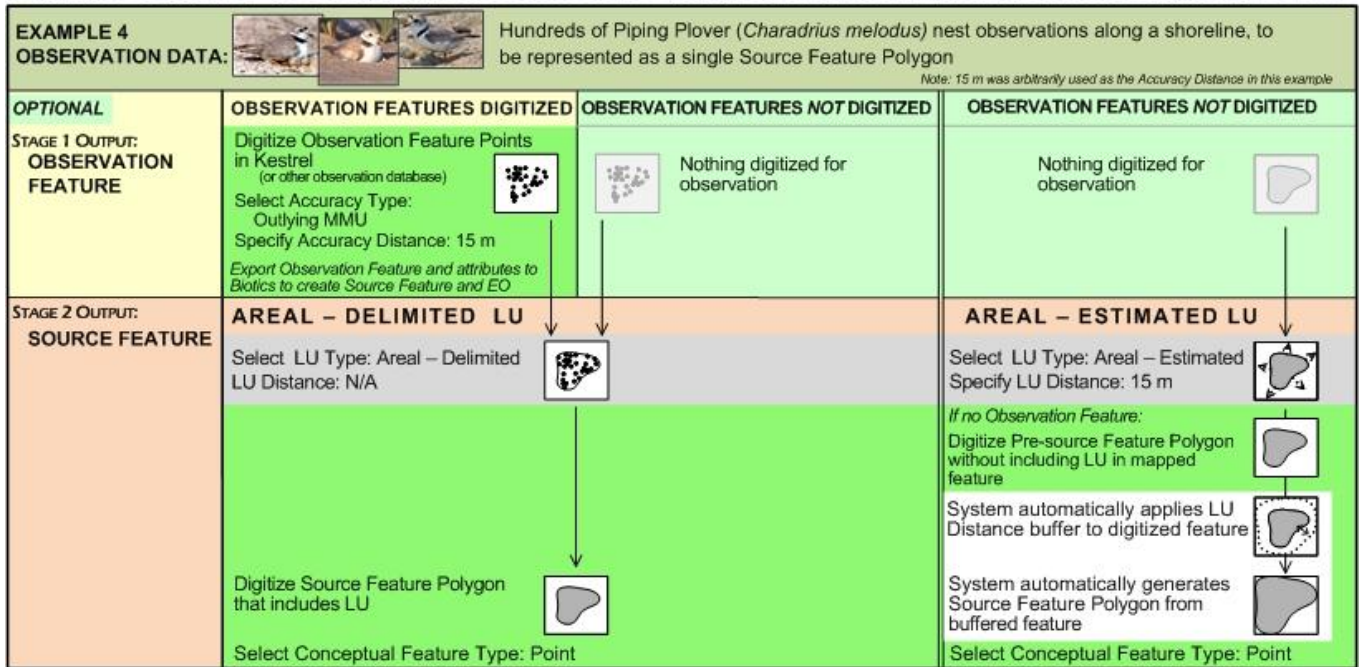 EXAMPLE 4
OBSERVATION DATA:
Hundreds of Piping Plover (Charadrius melodus) nest observations along a shoreline, to
be represented as a single Source Feature Polygon
Note: 15 m was arbitrarily used as the Accuracy Distance in this example
OPTIONAL
OBSERVATION FEATURES DIGITIZED
OBSERVATION FEATURES NOT DIGITIZED
OBSERVATION FEATURES NOT DIGITIZED
STAGE 1 OUTPUT:
OBSERVATION
FEATURE
Digitize Observation Feature Points
in Kestrel
(or other observation database)
Select Accuracy Type:
Outlying MMU
Specify Accuracy Distance: 15 m
Export Observation Feature and attributes to
Biotics to create Source Feature and EO
Nothing digitized for
observation
Nothing digitized for
observation
STAGE 2 OUTPUT:
SOURCE FEATURE
AREAL – DELIMITED LU
Select LU Type: Areal – Delimited
LU Distance: N/A
Digitize Source Feature Polygon
that includes LU
Select Conceptual Feature Type: Point
AREAL – ESTIMATED LU
Select LU Type: Areal – Estimated
Specify LU Distance: 15 m
If no Observation Feature:
Digitize Pre-source Feature Polygon
without including LU in mapped
feature
System automatically applies LU
Distance buffer to digitized feature
System automatically generates
Source Feature Polygon from
buffered feature
Select Conceptual Feature Type: Point